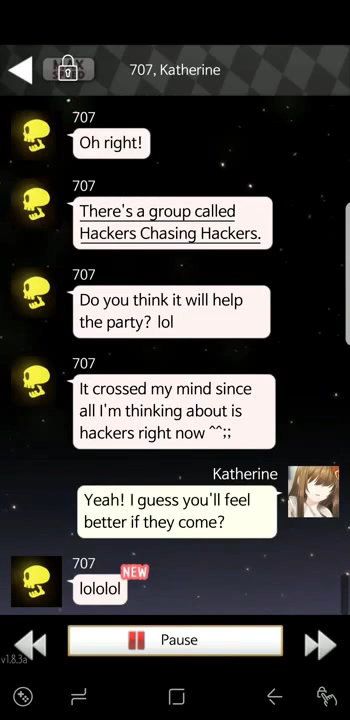 707, Katherine
707
Oh right!
707
There's a group called
Hackers Chasing Hackers.
707
Do you think it will help
the party? lol
707
It crossed my mind since
all I'm thinking about is
hackers right now ^^;;
Katherine
Yeah! I guess you'll feel
better if they come?
707
NEW
lololol
Pause
v1.8.3a